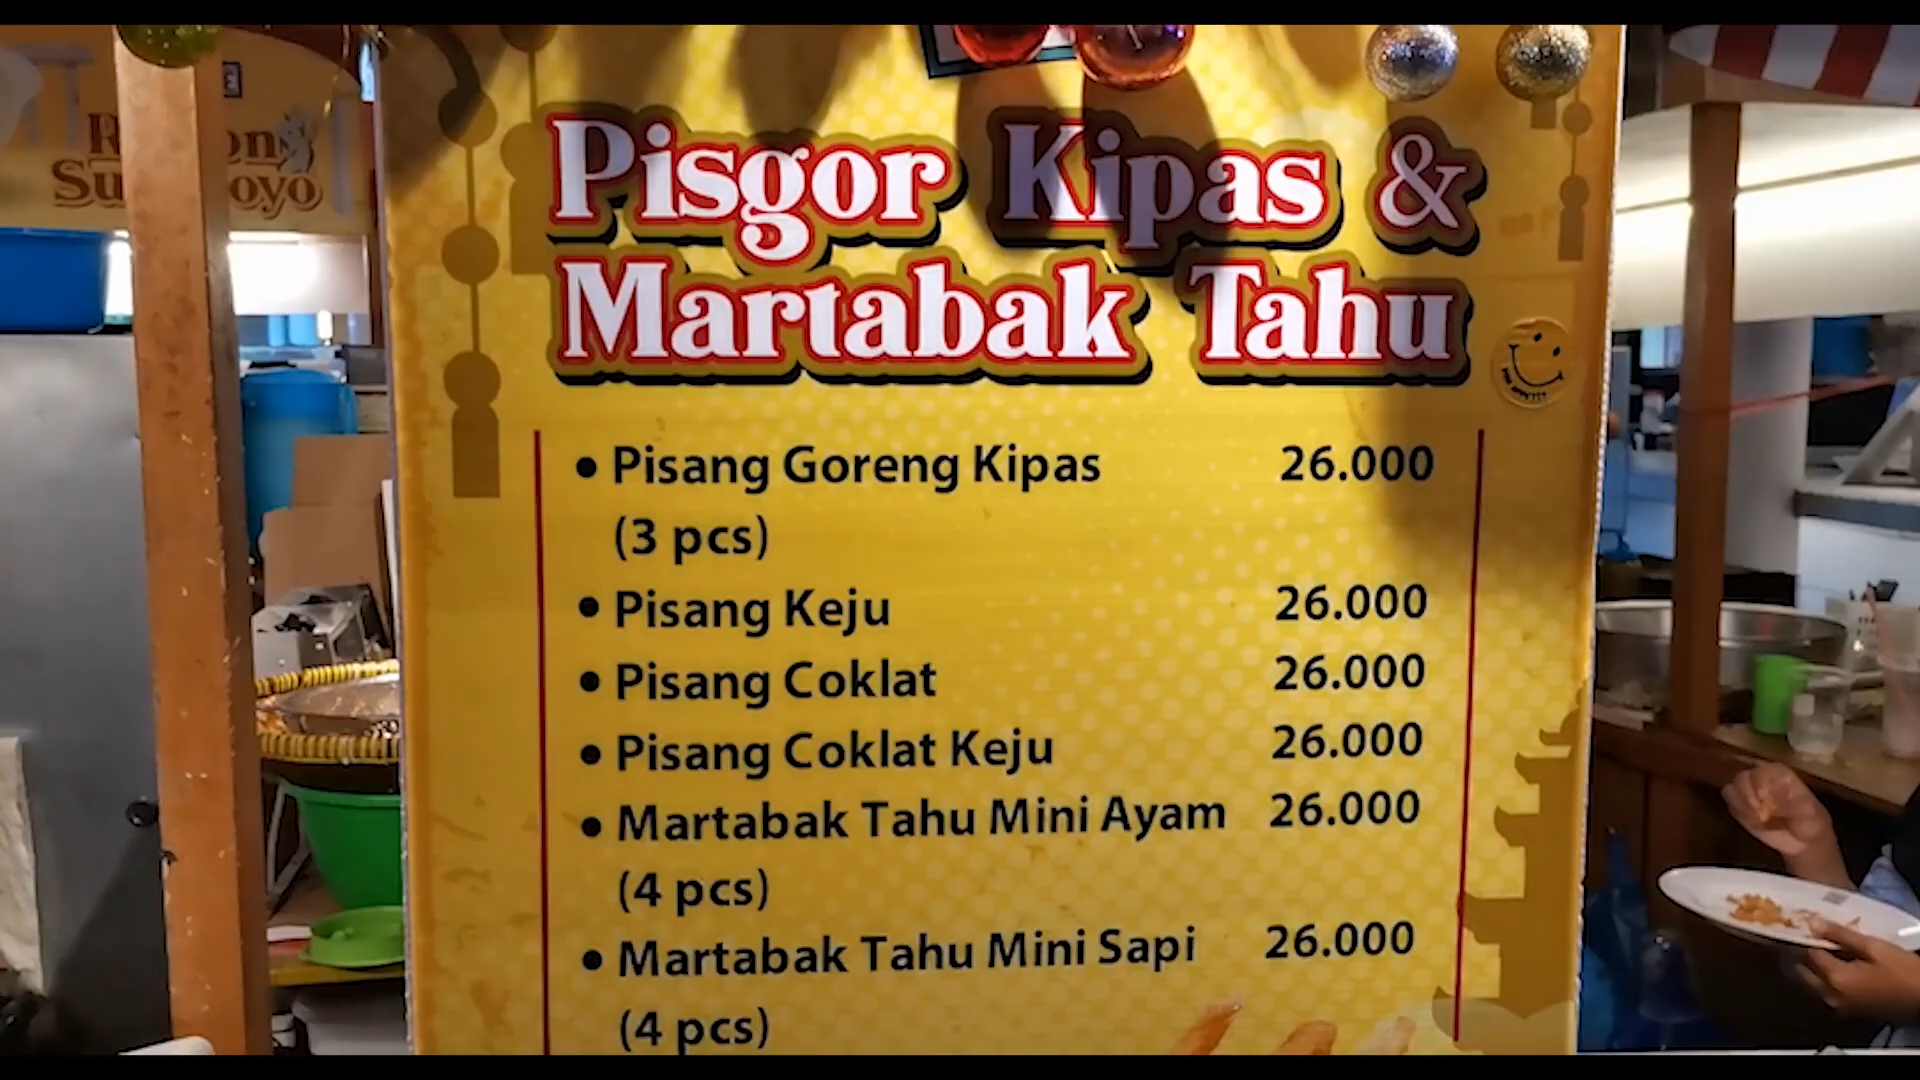 Pisgor Kipas &
Martabak Tahu
• Pisang Goreng Kipas 26.000
(3 pcs)
• Pisang Keju 26.000
• Pisang Coklat 26.000
• Pisang Coklat Keju 26.000
• Martabak Tahu Mini Ayam 26.000
(4 pcs)
• Martabak Tahu Mini Sapi 26.000
(4 pcs)